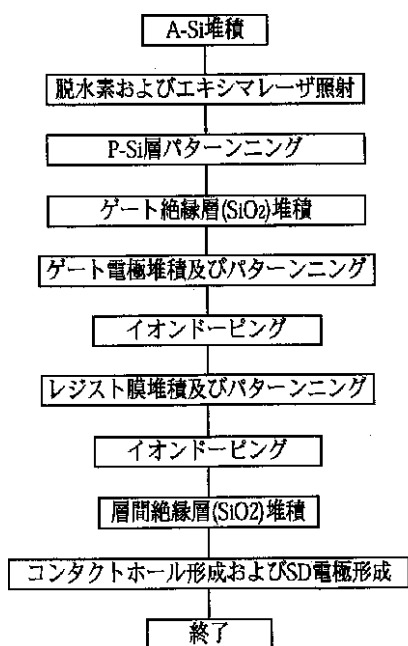 A-Si堆積
脱水素およびエキシマレーザ照射
P-Si層パターンニング
ゲート絶縁層(SiO2)堆積
ゲート電極堆積及びパターンニング
イオンドーピング
レジスト膜堆積及びパターンニング
イオンドーピング
層間絶縁層(SiO2)堆積
コンタクトホール形成およびSD電極形成
終了